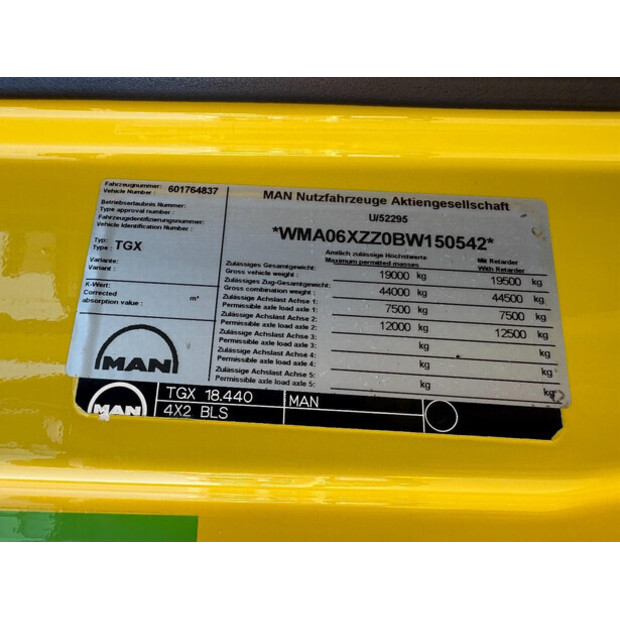 Fahrzeugnummer:
Vehicle Number :
601764837
MAN Nutzfahrzeuge Aktiengesellschaft
Betriebserlaubnis Nummer:
Type approval number :
U/52295
Fahrzeugidentifizierungsnummer:
Vehicle Identification Number :
*WMA06XZZ0BW150542*
Typ:
Type :
TGX
Variante:
Variant :
K-Wert:
Corrected
absorption value :
m"
Amtlich zulässige Höchstwerte:
Maximum permitted masses
Mit Retarder
With Retarder
Zulässiges Gesamtgewicht:
Gross vehicle weight :
19000 kg
19500 kg
Zulässiges Zug-Gesamtgewicht:
Gross combination weight :
44000 kg
44500 kg
Zulässige Achslast Achse 1:
Permissible axle load axle 1:
7500 kg
7500 kg
Zulässige Achslast Achse 2:
Permissible axle load axle 2:
12000 kg
12500 kg
Zulässige Achslast Achse 3:
Permissible axle load axle 3:
kg
kg
Zulässige Achslast Achse 4:
Permissible axle load axle 4:
kg
kg
Zulässige Achslast Achse 5:
Permissible axle load axle 5:
kg
kg
MAN
MAN
TGX 18.440
MAN
4X2 BLS